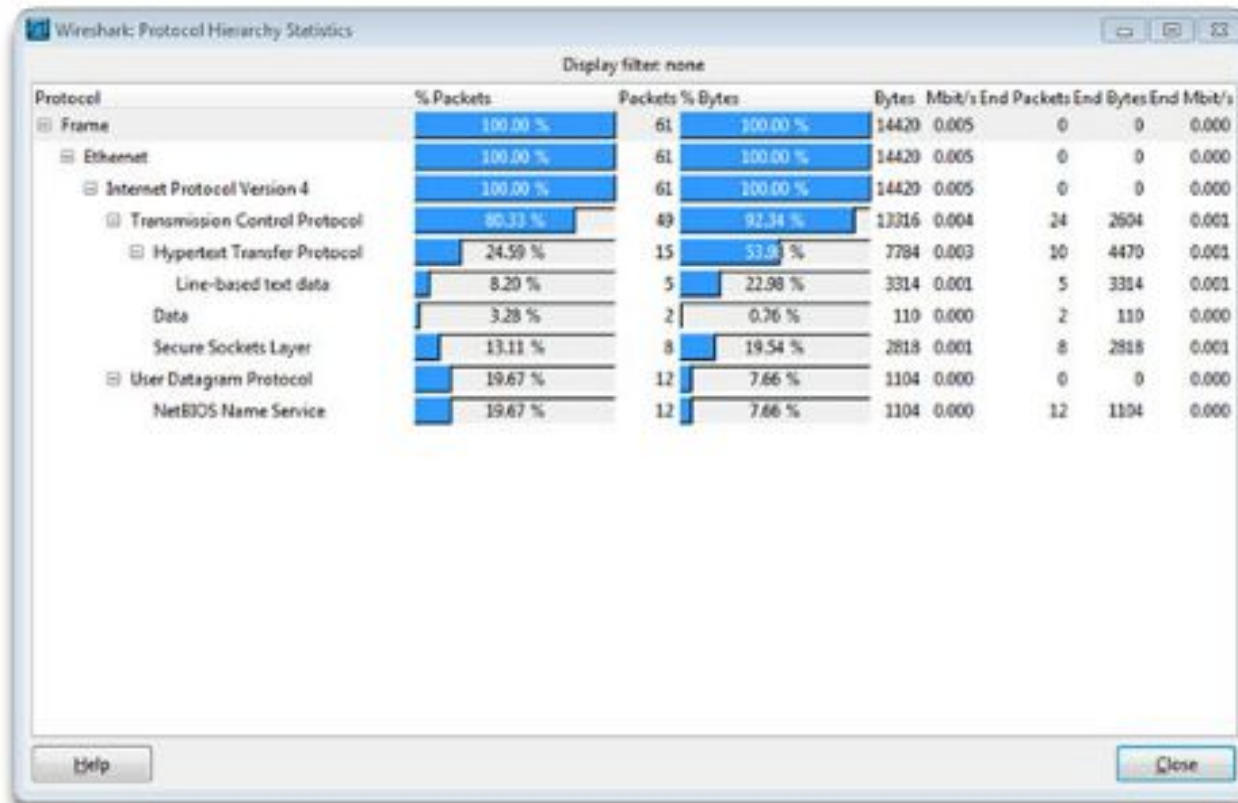 Wireshark: Protocol Hierarchy Statistics
Display filter: none
Protocol % Packets Packets % Bytes Bytes Mbit/s End Packets End Bytes End Mbit/s
Frame 100.00 % 61 100.00 % 14420 0.005 0 0 0.000
Ethernet 100.00 % 61 100.00 % 14420 0.005 0 0 0.000
Internet Protocol Version 4 100.00 % 61 100.00 % 14420 0.005 0 0 0.000
Transmission Control Protocol 80.33 % 49 92.34 % 13316 0.004 24 2604 0.001
Hypertext Transfer Protocol 24.59 % 15 53.98 % 7784 0.003 10 4470 0.001
Line-based text data 8.20 % 5 22.98 % 3314 0.001 5 3314 0.001
Data 3.28 % 2 0.76 % 110 0.000 2 110 0.000
Secure Sockets Layer 13.11 % 8 19.54 % 2818 0.001 8 2818 0.001
User Datagram Protocol 19.67 % 12 7.66 % 1104 0.000 0 0 0.000
NetBIOS Name Service 19.67 % 12 7.66 % 1104 0.000 12 1104 0.000
Help Close